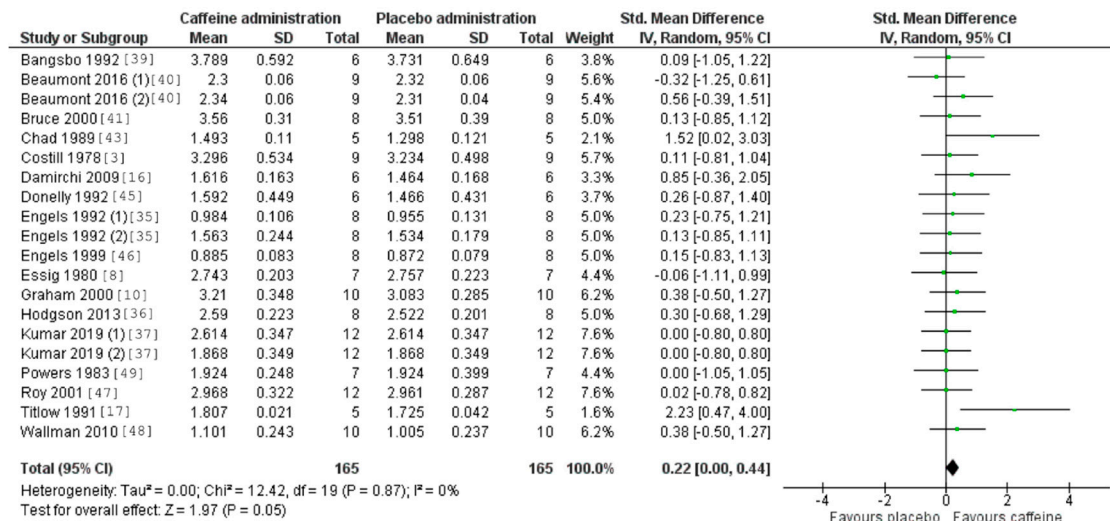 Caffeine administration Placebo administration Std. Mean Difference Std. Mean Difference
Study or Subgroup Mean SD Total Mean SD Total Weight IV, Random, 95% CI IV, Random, 95% CI
Bangsbo 1992 [39] 3.789 0.592 6 3.731 0.649 6 3.8% 0.09 [-1.05, 1.22]
Beaumont 2016 (1) [40] 2.3 0.06 9 2.32 0.06 9 5.6% -0.32 [-1.25, 0.61]
Beaumont 2016 (2) [40] 2.34 0.06 9 2.31 0.04 9 5.4% 0.56 [-0.39, 1.51]
Bruce 2000 [41] 3.56 0.31 8 3.51 0.39 8 5.0% 0.13 [-0.85, 1.12]
Chad 1989 [43] 1.493 0.11 5 1.298 0.121 5 2.1% 1.52 [0.02, 3.03]
Costill 1978 [3] 3.296 0.534 9 3.234 0.498 9 5.7% 0.11 [-0.81, 1.04]
Damirchi 2009 [16] 1.616 0.163 6 1.464 0.168 6 3.3% 0.85 [-0.36, 2.05]
Donelly 1992 [45] 1.592 0.449 6 1.466 0.431 6 3.7% 0.26 [-0.87, 1.40]
Engels 1992 (1) [35] 0.984 0.106 8 0.955 0.131 8 5.0% 0.23 [-0.75, 1.21]
Engels 1992 (2) [35] 1.563 0.244 8 1.534 0.179 8 5.0% 0.13 [-0.85, 1.11]
Engels 1999 [46] 0.885 0.083 8 0.872 0.079 8 5.0% 0.15 [-0.83, 1.13]
Essig 1980 [8] 2.743 0.203 7 2.757 0.223 7 4.4% -0.06 [-1.11, 0.99]
Graham 2000 [10] 3.21 0.348 10 3.083 0.285 10 6.2% 0.38 [-0.50, 1.27]
Hodgson 2013 [36] 2.59 0.223 8 2.522 0.201 8 5.0% 0.30 [-0.68, 1.29]
Kumar 2019 (1) [37] 2.614 0.347 12 2.614 0.347 12 7.6% 0.00 [-0.80, 0.80]
Kumar 2019 (2) [37] 1.868 0.349 12 1.868 0.349 12 7.6% 0.00 [-0.80, 0.80]
Powers 1983 [49] 1.924 0.248 7 1.924 0.399 7 4.4% 0.00 [-1.05, 1.05]
Roy 2001 [47] 2.968 0.322 12 2.961 0.287 12 7.6% 0.02 [-0.78, 0.82]
Titlow 1991 [17] 1.807 0.021 5 1.725 0.042 5 1.6% 2.23 [0.47, 4.00]
Wallman 2010 [48] 1.101 0.243 10 1.005 0.237 10 6.2% 0.38 [-0.50, 1.27]
Total (95% CI) 165 165 100.0% 0.22 [0.00, 0.44]
Heterogeneity: Tau² = 0.00; Chi² = 12.42, df = 19 (P = 0.87); I² = 0%
Test for overall effect: Z = 1.97 (P = 0.05)
-4 -2 0 2 4
Favours placebo Favours caffeine